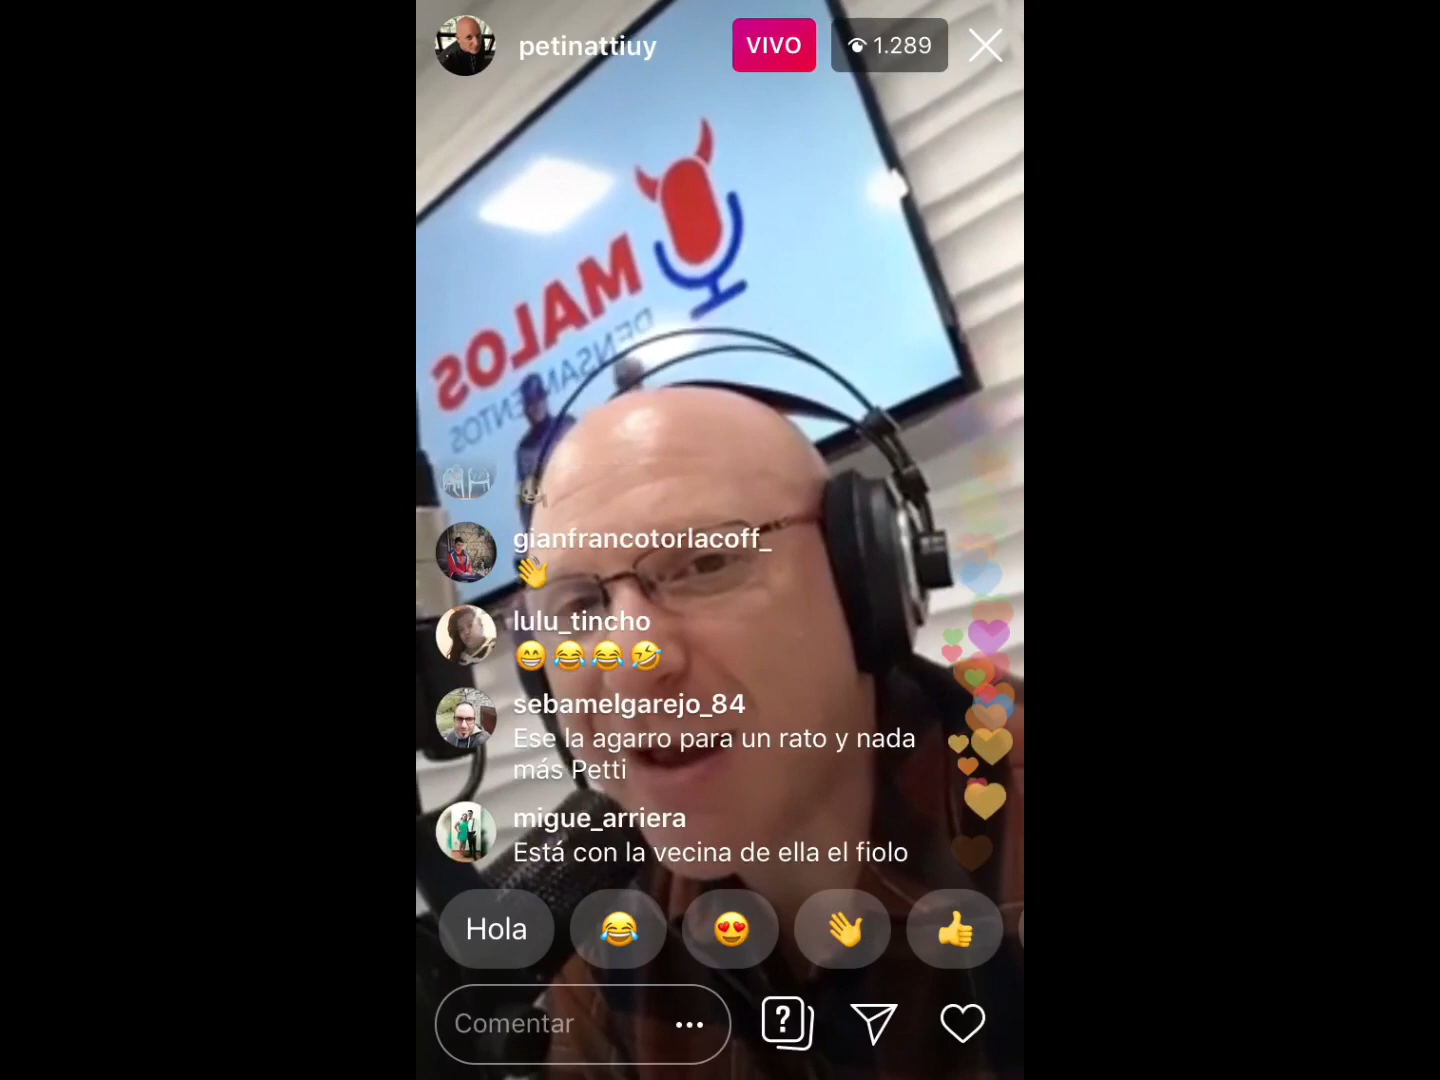 petinattiuy
VIVO
1.289
MALOS
PENSAMIENTOS
gianfrancotorlacoff_
👋
lulu_tincho
😁😂😂🤣
sebamelgarejo_84
Ese la agarro para un rato y nada
más Petti
migue_arriera
Está con la vecina de ella el fiolo
Hola
😂
😍
👋
👍
Comentar